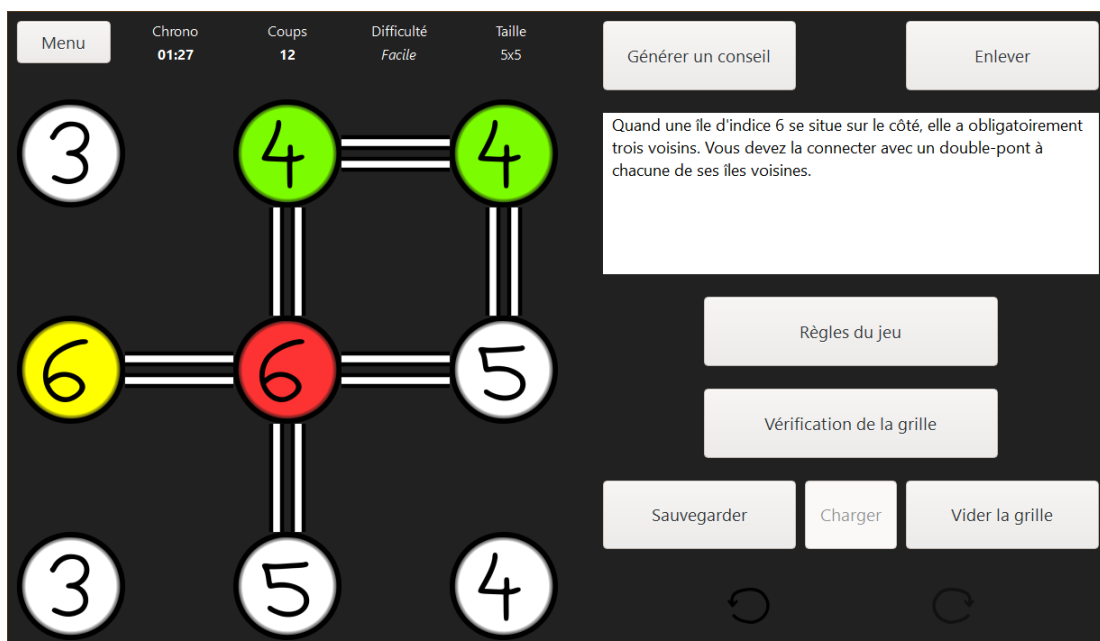 Menu
Chrono
01:27
Coups
12
Difficulté
Facile
Taille
5x5
Générer un conseil
Enlever
Quand une île d'indice 6 se situe sur le côté, elle a obligatoirement
trois voisins. Vous devez la connecter avec un double-pont à
chacune de ses îles voisines.
3 4 4
6 6 5
3 5 4
Règles du jeu
Vérification de la grille
Sauvegarder
Charger
Vider la grille